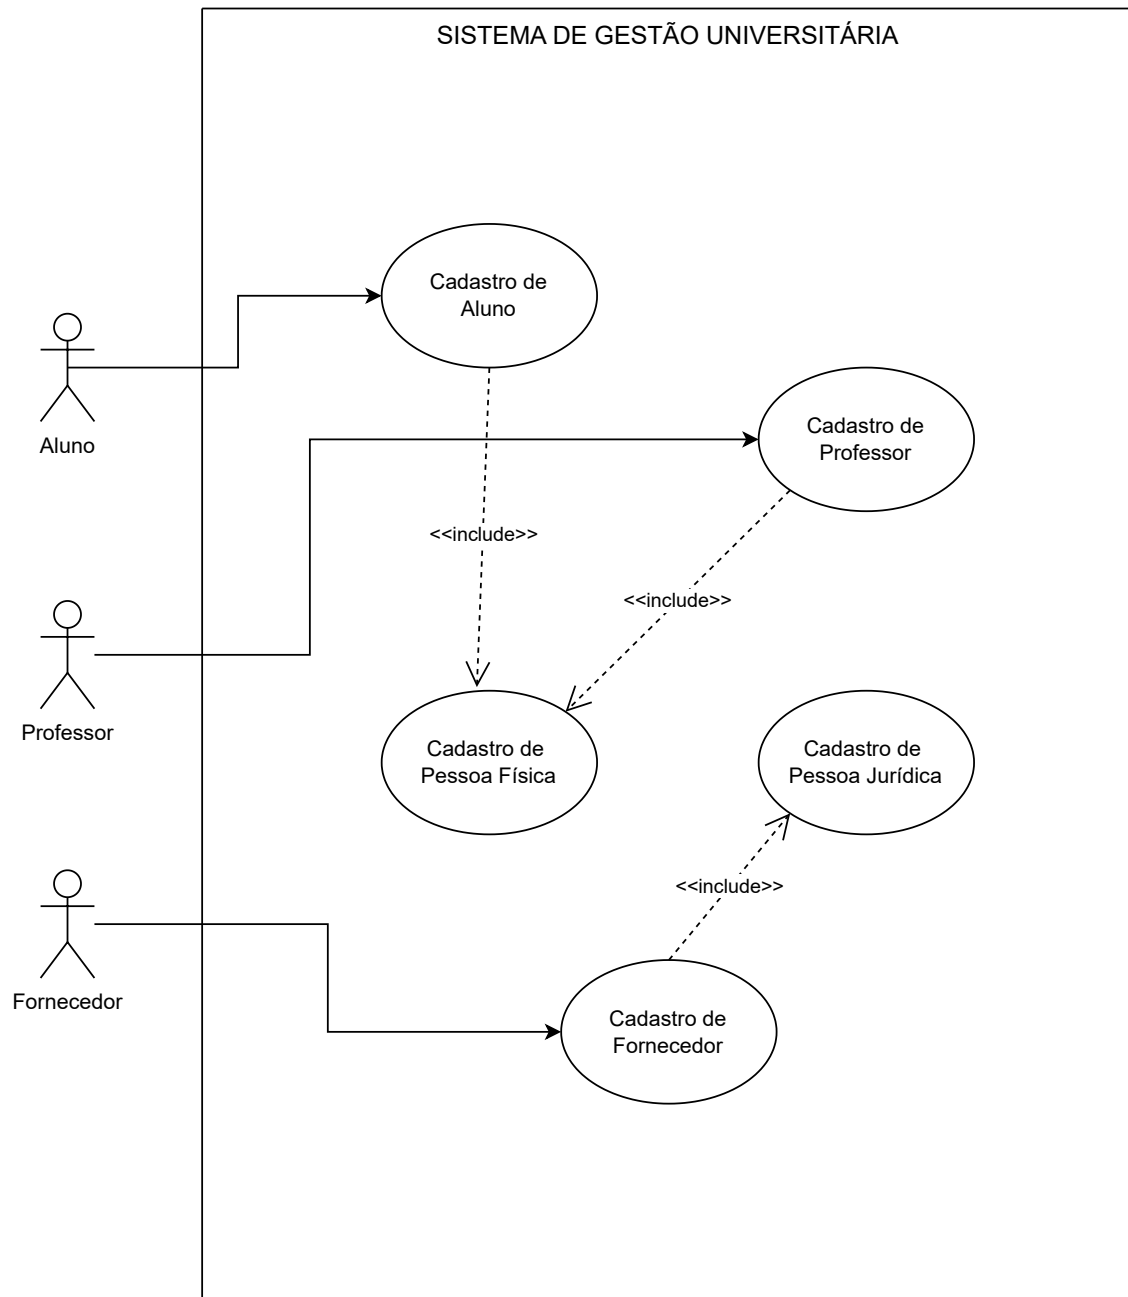 SISTEMA DE GESTÃO UNIVERSITÁRIA
Cadastro de
Aluno
Aluno
Cadastro de
Professor
<<include>>
<<include>>
Professor
Cadastro de
Pessoa Física
Cadastro de
Pessoa Jurídica
<<include>>
Fornecedor
Cadastro de
Fornecedor